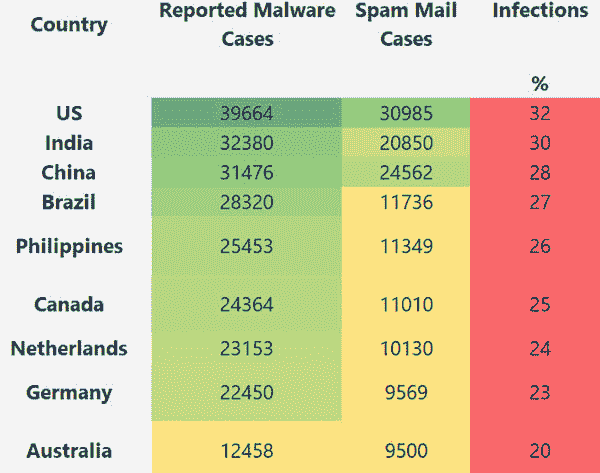 Country Reported Malware Cases Spam Mail Cases Infections
%
US 39664 30985 32
India 32380 20850 30
China 31476 24562 28
Brazil 28320 11736 27
Philippines 25453 11349 26
Canada 24364 11010 25
Netherlands 23153 10130 24
Germany 22450 9569 23
Australia 12458 9500 20